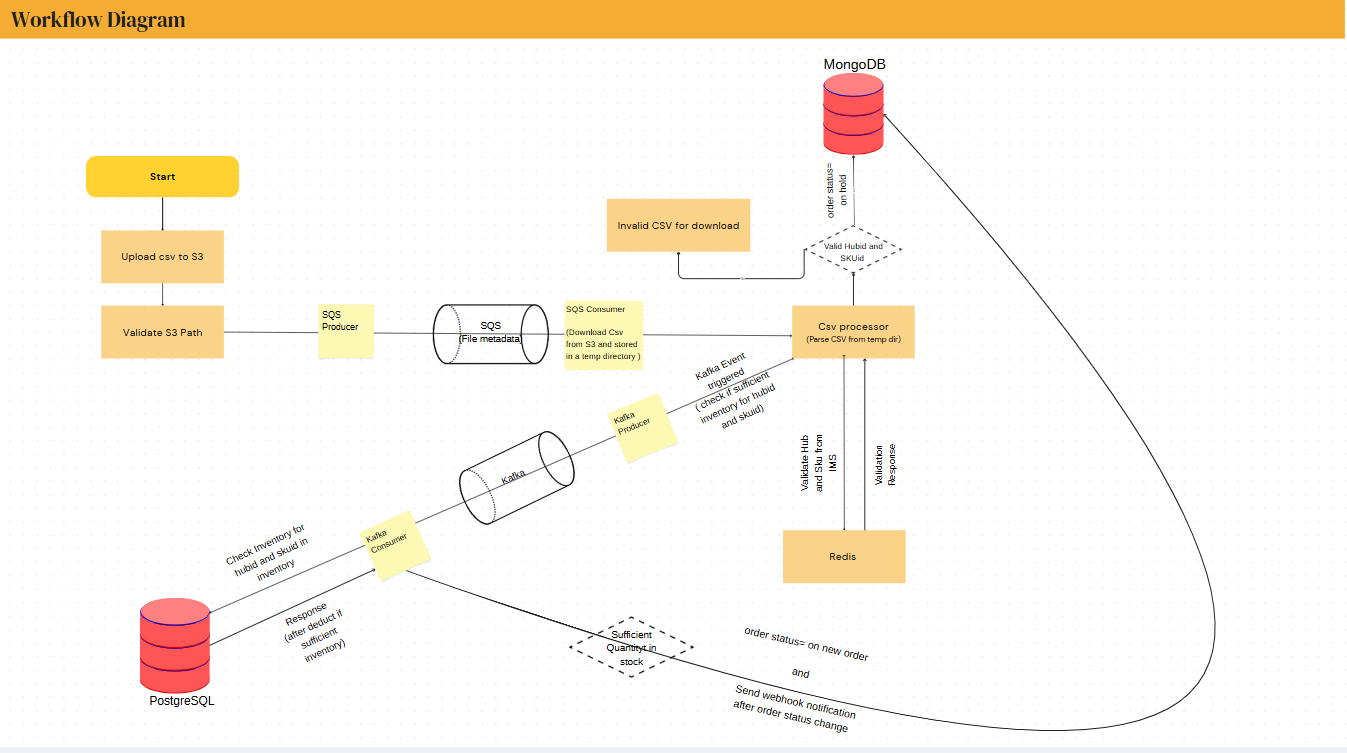 Workflow Diagram
MongoDB
order status=
on hold
Start
Invalid CSV for download
Valid Hubid and
SKUid
Upload csv to S3
Validate S3 Path
SQS
Producer
SQS
(File metadata)
SQS Consumer
(Download Csv
from S3 and stored
in a temp directory )
Csv processor
(Parse CSV from temp dir)
Kafka Event
triggered
( check if sufficient
inventory for hubid
and skuid)
Kafka
Producer
Kafka
Kafka
Consumer
Validate Hub
and Sku from
IMS
Validation
Response
Redis
Check Inventory for
hubid and skuid in
inventory
Response
(after deduct if
sufficient
inventory)
PostgreSQL
Sufficient
Quantityt in
stock
order status= on new order
and
Send webhook notification
after order status change